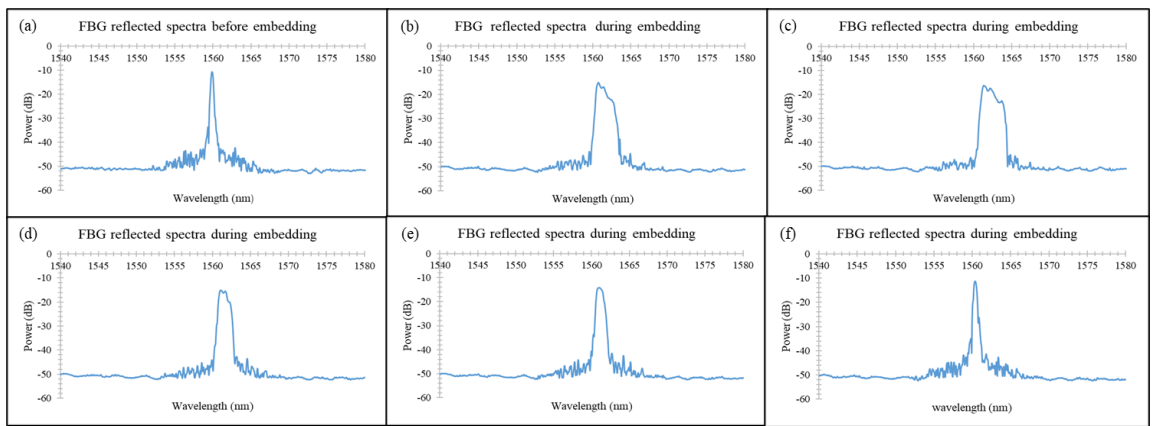 (a)
FBG reflected spectra before embedding
0
1540 1545 1550 1555 1560 1565 1570 1575 1580
-10
-20
-30
-40
-50
-60
Power (dB)
Wavelength (nm)
(b)
FBG reflected spectra during embedding
0
1540 1545 1550 1555 1560 1565 1570 1575 1580
-10
-20
-30
-40
-50
-60
Power (dB)
Wavelength (nm)
(c)
FBG reflected spectra during embedding
0
1540 1545 1550 1555 1560 1565 1570 1575 1580
-10
-20
-30
-40
-50
-60
Power (dB)
Wavelength (nm)
(d)
FBG reflected spectra during embedding
0
1540 1545 1550 1555 1560 1565 1570 1575 1580
-10
-20
-30
-40
-50
-60
Power (dB)
Wavelength (nm)
(e)
FBG reflected spectra during embedding
0
1540 1545 1550 1555 1560 1565 1570 1575 1580
-10
-20
-30
-40
-50
-60
Power (dB)
Wavelength (nm)
(f)
FBG reflected spectra during embedding
0
1540 1545 1550 1555 1560 1565 1570 1575 1580
-10
-20
-30
-40
-50
-60
Power (dB)
wavelength (nm)